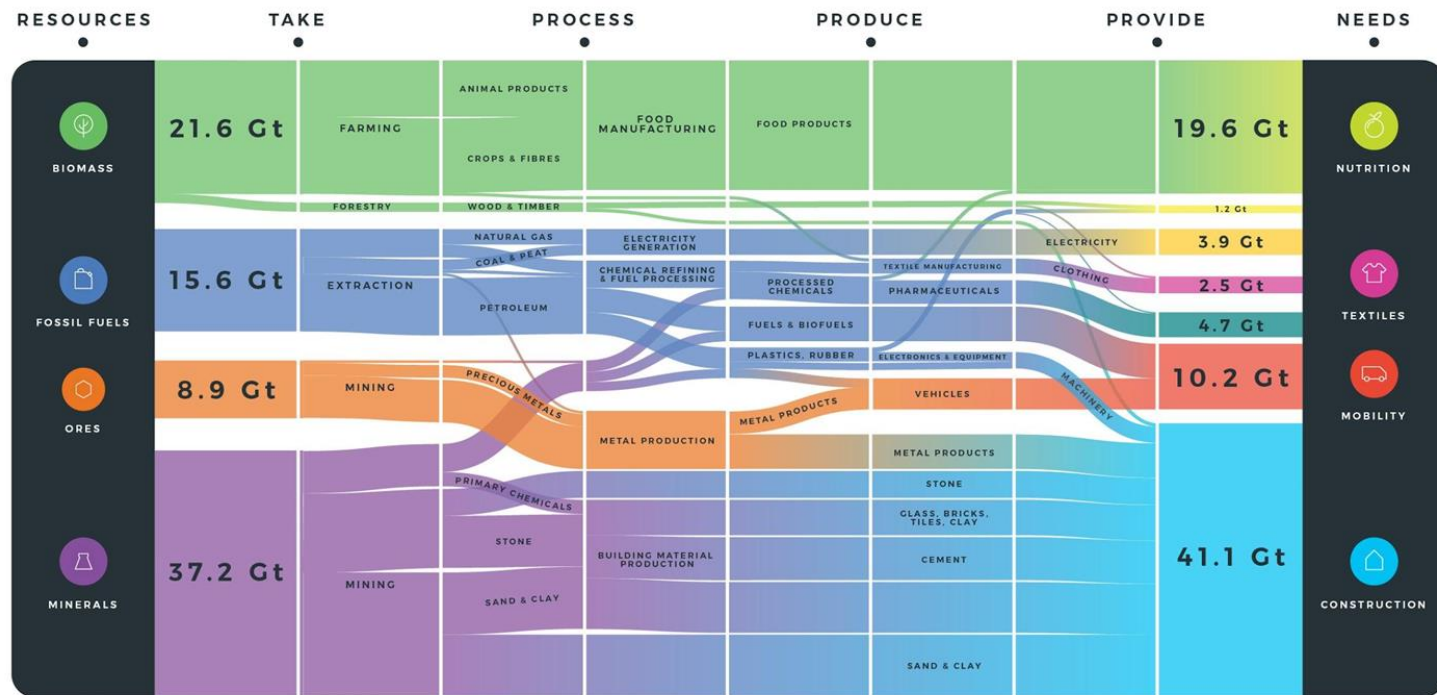 RESOURCES
TAKE
PROCESS
PRODUCE
PROVIDE
NEEDS
BIOMASS
FOSSIL FUELS
ORES
MINERALS
21.6 Gt
15.6 Gt
8.9 Gt
37.2 Gt
FARMING
FORESTRY
EXTRACTION
MINING
MINING
ANIMAL PRODUCTS
CROPS & FIBRES
WOOD & TIMBER
NATURAL GAS
COAL & PEAT
PETROLEUM
PRECIOUS METALS
PRIMARY CHEMICALS
STONE
SAND & CLAY
FOOD
MANUFACTURING
ELECTRICITY
GENERATION
CHEMICAL REFINING
& FUEL PROCESSING
METAL PRODUCTION
BUILDING MATERIAL
PRODUCTION
FOOD PRODUCTS
PROCESSED
CHEMICALS
FUELS & BIOFUELS
PLASTICS, RUBBER
METAL PRODUCTS
TEXTILE MANUFACTURING
PHARMACEUTICALS
ELECTRONICS & EQUIPMENT
VEHICLES
METAL PRODUCTS
STONE
GLASS, BRICKS,
TILES, CLAY
CEMENT
SAND & CLAY
ELECTRICITY
CLOTHING
MACHINERY
19.6 Gt
1.2 Gt
3.9 Gt
2.5 Gt
4.7 Gt
10.2 Gt
41.1 Gt
NUTRITION
TEXTILES
MOBILITY
CONSTRUCTION